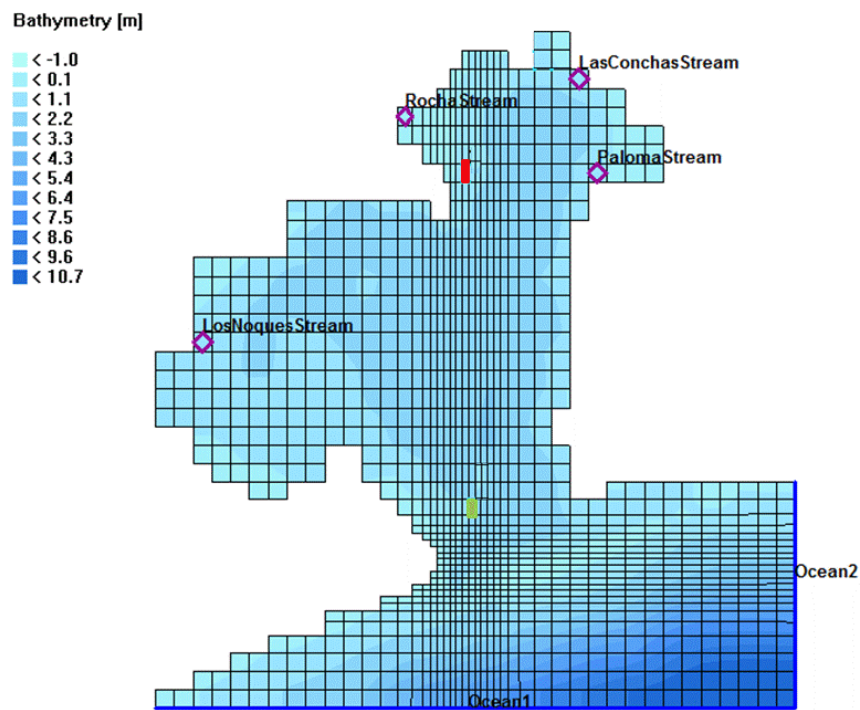 Bathymetry [m]
< -1.0
< 0.1
< 1.1
< 2.2
< 3.3
< 4.3
< 5.4
< 6.4
< 7.5
< 8.6
< 9.6
< 10.7
LasConchasStream
RochaStream
PalomaStream
LosNoquesStream
Ocean2
Ocean1